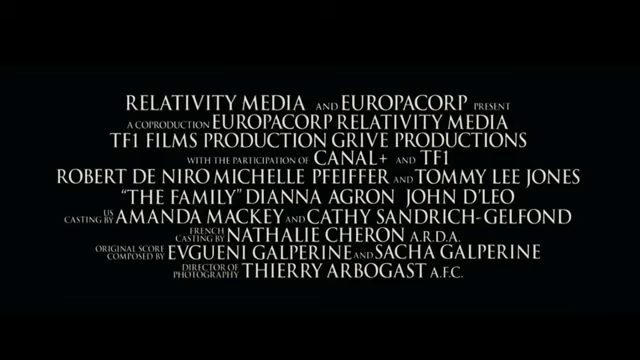 RELATIVITY MEDIA AND EUROPACORP PRESENT
A COPRODUCTION EUROPACORP RELATIVITY MEDIA
TF1 FILMS PRODUCTION GRIVE PRODUCTIONS
WITH THE PARTICIPATION OF CANAL+ AND TF1
ROBERT DE NIRO MICHELLE PFEIFFER AND TOMMY LEE JONES
“THE FAMILY” DIANNA AGRON JOHN D'LEO
US CASTING BY AMANDA MACKEY AND CATHY SANDRICH-GELFOND
FRENCH CASTING BY NATHALIE CHERON A.R.D.A.
ORIGINAL SCORE COMPOSED BY EVGUENI GALPERINE AND SACHA GALPERINE
DIRECTOR OF PHOTOGRAPHY THIERRY ARBOGAST A.F.C.